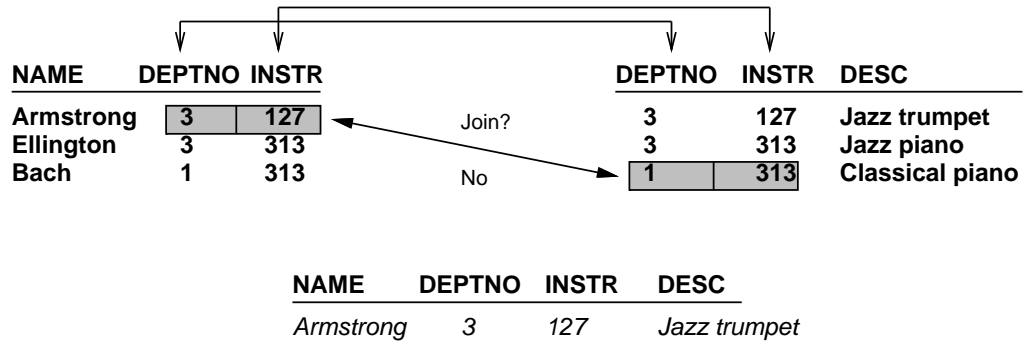 NAME DEPTNO INSTR DEPTNO INSTR DESC
Armstrong 3 127 Join? 3 127 Jazz trumpet
Ellington 3 313 3 313 Jazz piano
Bach 1 313 No 1 313 Classical piano
NAME DEPTNO INSTR DESC
Armstrong 3 127 Jazz trumpet